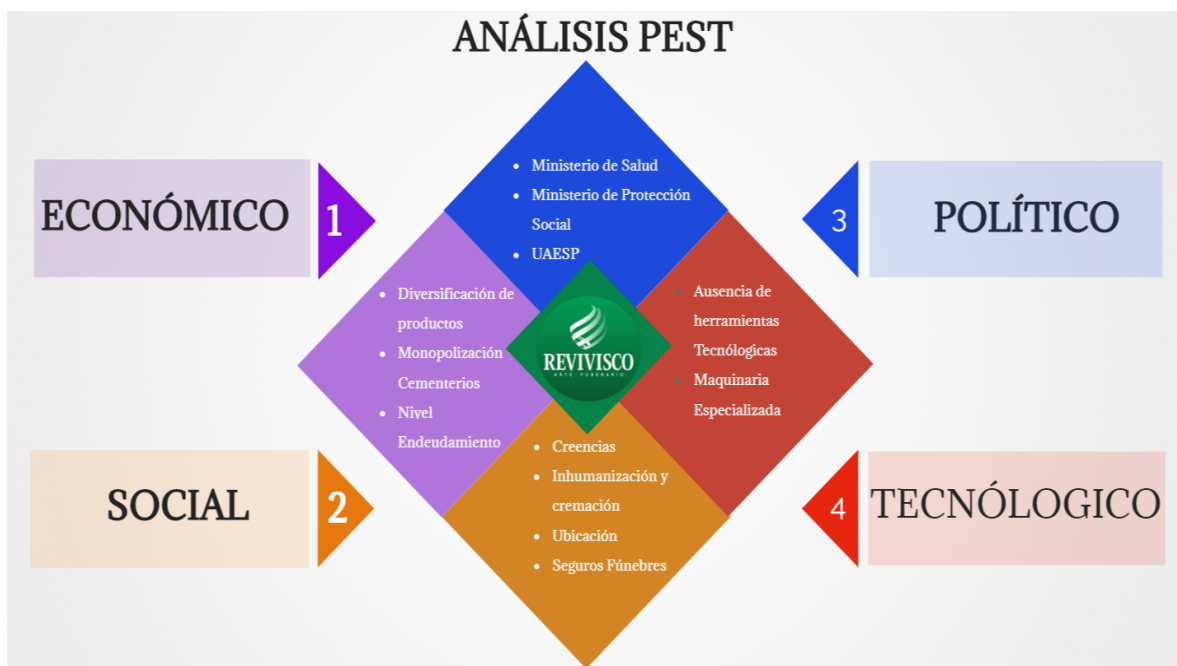 ANÁLISIS PEST
ECONÓMICO
1
SOCIAL
2
3
POLÍTICO
4
TECNÓLOGICO
• Ministerio de Salud
• Ministerio de Protección
Social
• UAESP
• Diversificación de
productos
• Monopolización
Cementerios
• Nivel
Endeudamiento
REVIVISCO
ARTE FUNERARIO
• Ausencia de
herramientas
Tecnólogicas
• Maquinaria
Especializada
• Creencias
• Inhumanización y
cremación
• Ubicación
• Seguros Fúnebres